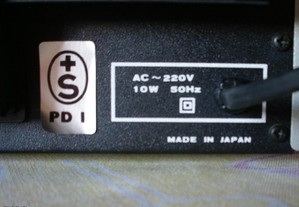 +
S
PD I
AC ~ 220V
10W 50Hz
MADE IN JAPAN